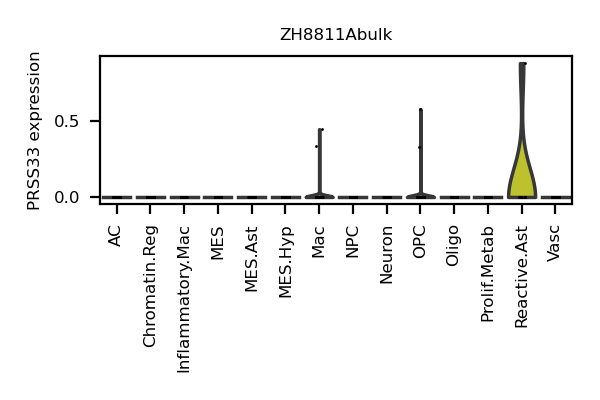 ZH8811Abulk
PRSS33 expression
0.5
0.0
AC
Chromatin.Reg
Inflammatory.Mac
MES
MES.Ast
MES.Hyp
Mac
NPC
Neuron
OPC
Oligo
Prolif.Metab
Reactive.Ast
Vasc